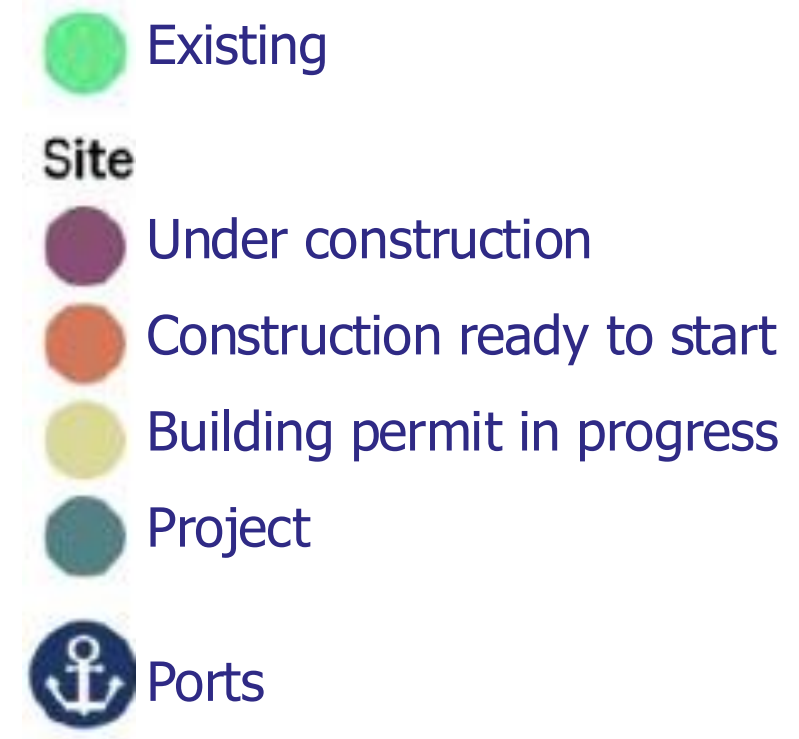 Existing
Site
Under construction
Construction ready to start
Building permit in progress
Project
Ports